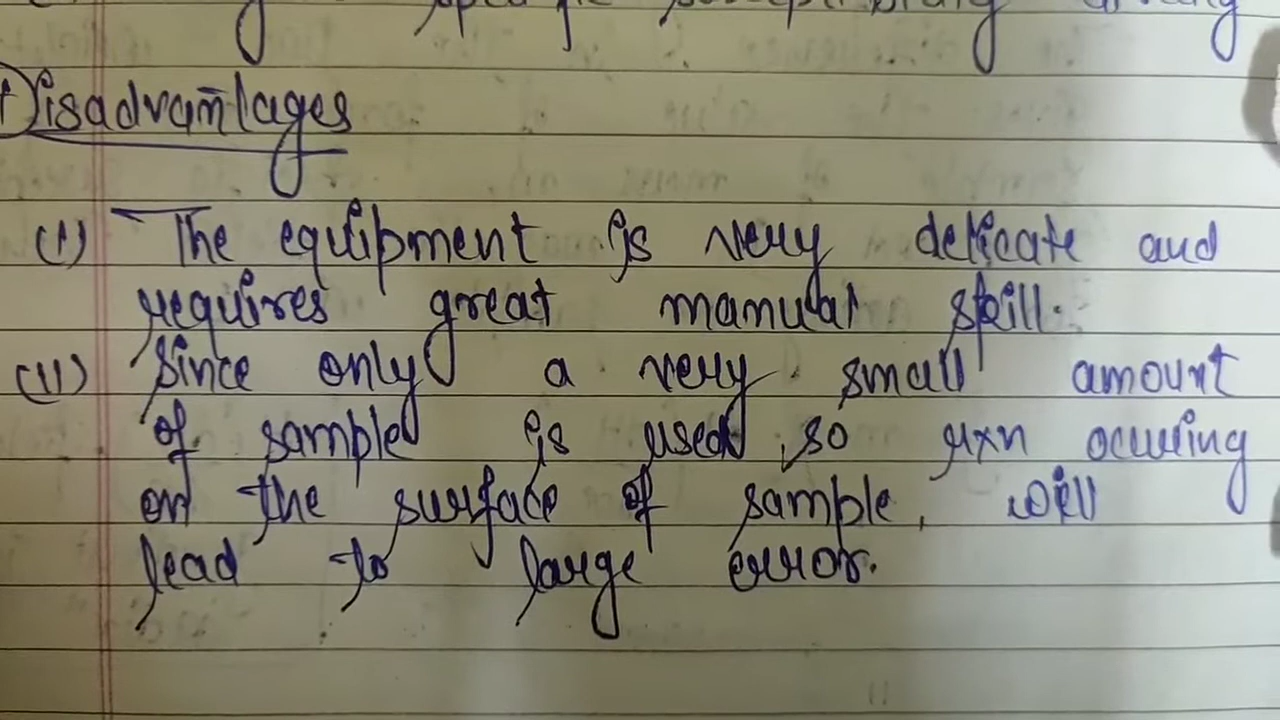 Disadvantages
(I) The equipment is very delicate and
requires great manual skill.
(II) Since only a very small amount
of sample is used, so rxn occuring
on the surface of sample, will
lead to large error.